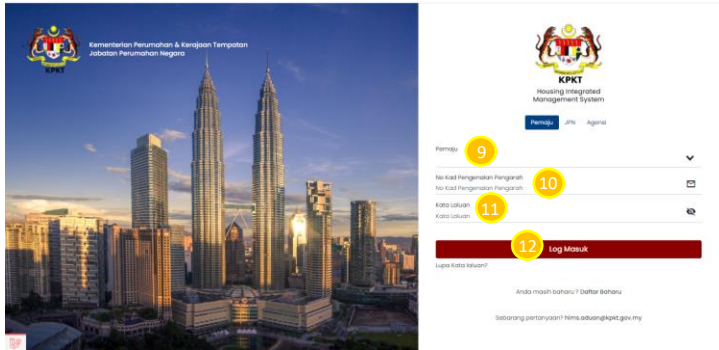 Kementerian Perumahan & Kerajaan Tempatan
Jabatan Perumahan Negara
KPKT
KPKT
Housing Integrated
Management System
Pemaju JPN Agensi
Pemaju
9
No Kad Pengenalan Pengarah
No Kad Pengenalan Pengarah
10
Kata Laluan
Kata Laluan
11
12
Log Masuk
Lupa Kata laluan?
Anda masih baharu ? Daftar Baharu
Sebarang pertanyaan? hims.aduan@kpkt.gov.my